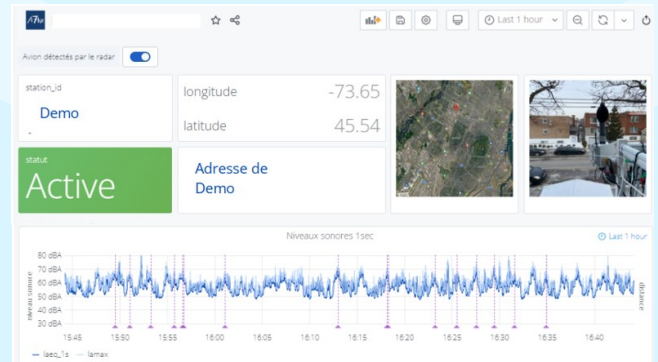 Last 1 hour
Avion détectés par le radar
station_id
Demo
-
longitude -73.65
latitude 45.54
statut
Active
Adresse de
Demo
Niveaux sonores 1sec
Last 1 hour
80 dBA
70 dBA
60 dBA
50 dBA
40 dBA
30 dBA
niveau sonore
distance
15:45 15:50 15:55 16:00 16:05 16:10 16:15 16:20 16:25 16:30 16:35 16:40
laeq_1s lamax